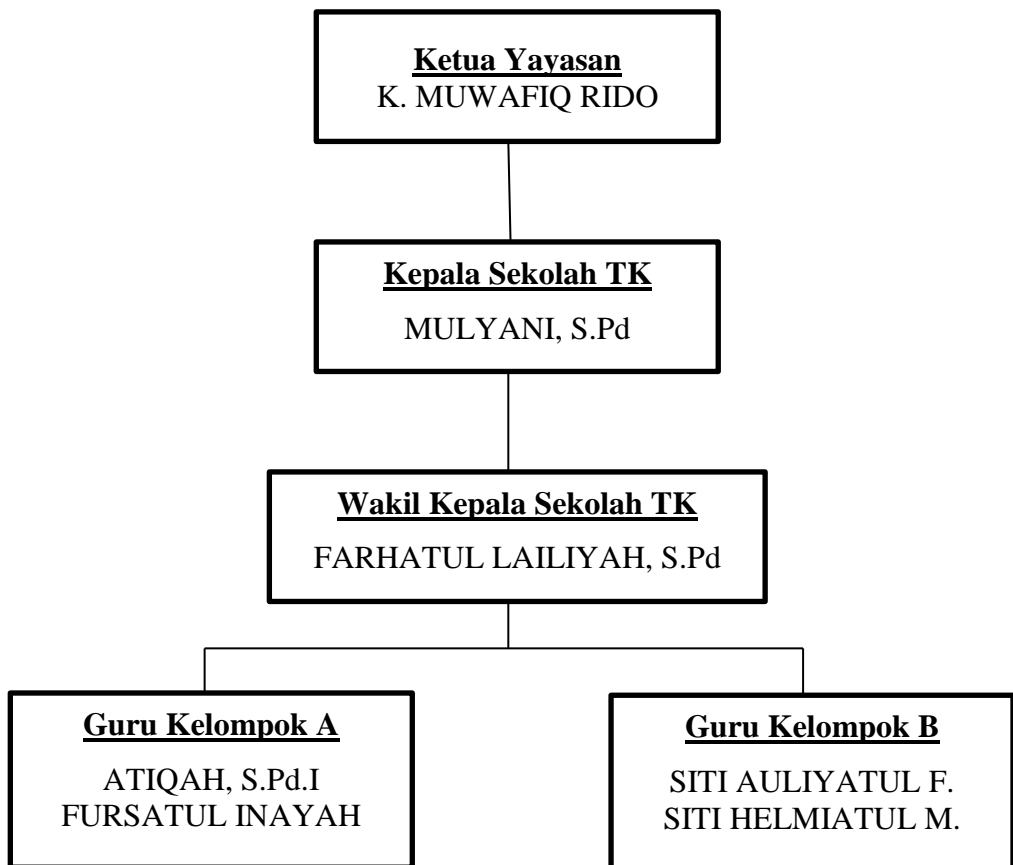 Ketua Yayasan
K. MUWAFIQ RIDO
Kepala Sekolah TK
MULYANI, S.Pd
Wakil Kepala Sekolah TK
FARHATUL LAILIYAH, S.Pd
Guru Kelompok A
ATIQAH, S.Pd.I
FURSATUL INAYAH
Guru Kelompok B
SITI AULIYATUL F.
SITI HELMIATUL M.